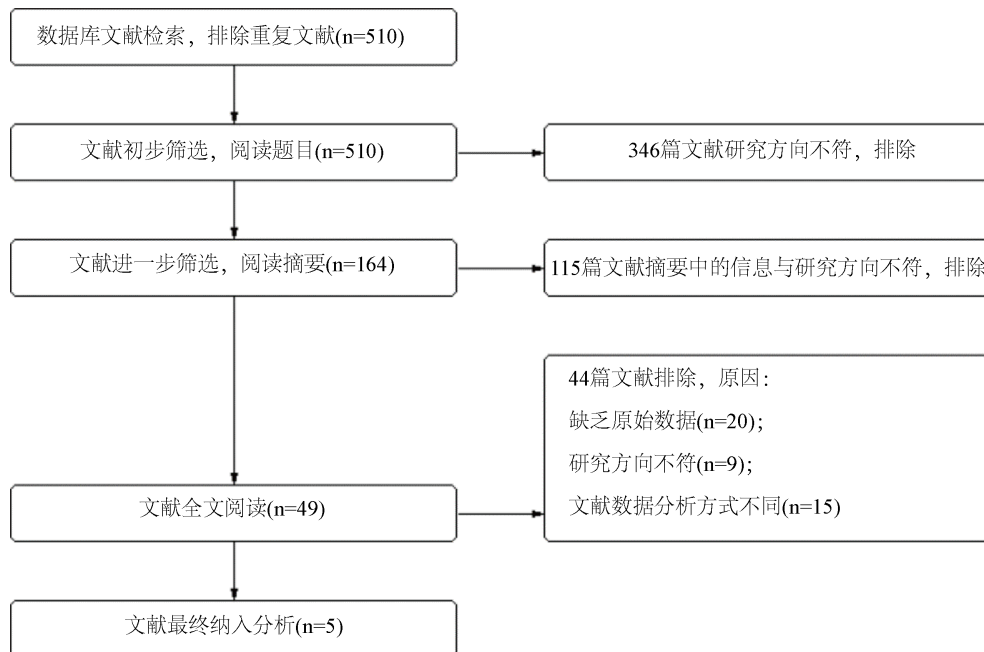 数据库文献检索，排除重复文献(n=510)
文献初步筛选，阅读题目(n=510)
346篇文献研究方向不符，排除
文献进一步筛选，阅读摘要(n=164)
115篇文献摘要中的信息与研究方向不符，排除
44篇文献排除，原因：
缺乏原始数据(n=20)；
研究方向不符(n=9)；
文献数据分析方式不同(n=15)
文献全文阅读(n=49)
文献最终纳入分析(n=5)